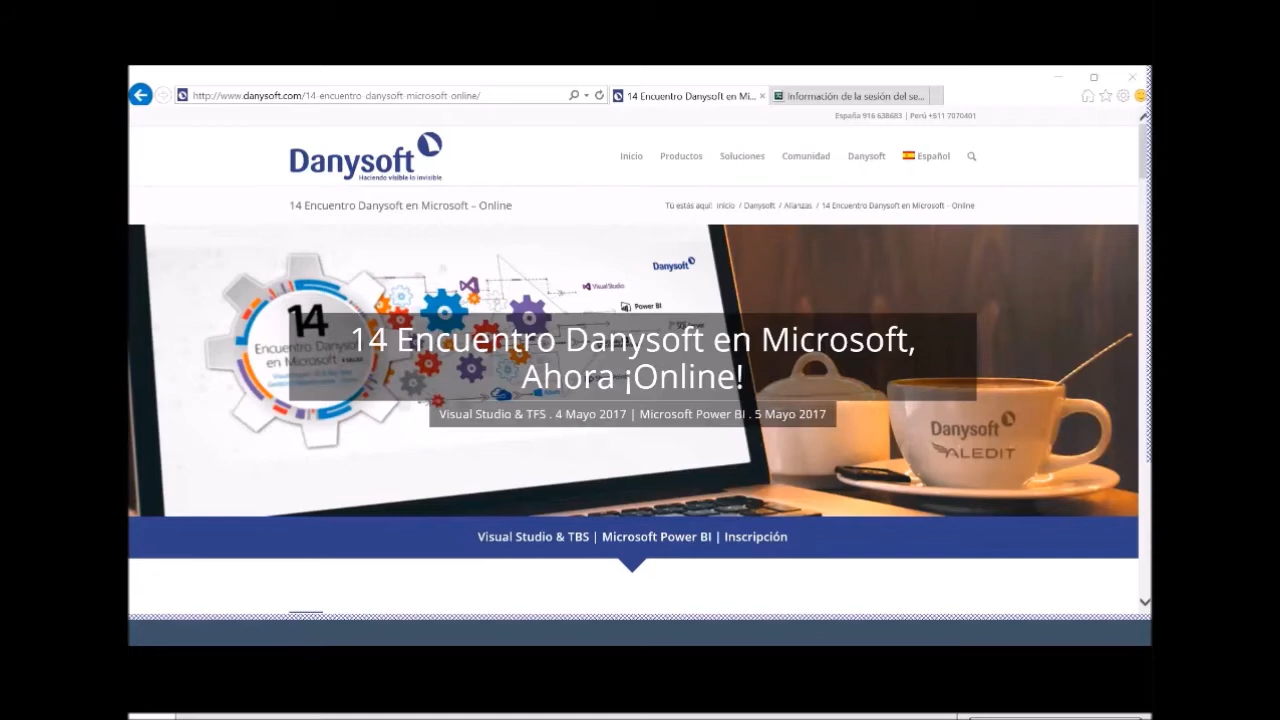 http://www.danysoft.com/14-encuentro-danysoft-microsoft-online/
14 Encuentro Danysoft en Mi...
Información de la sesión del se...
España 916 638683 | Perú +511 7070401
Danysoft
Haciendo visible lo invisible
Inicio
Productos
Soluciones
Comunidad
Danysoft
Español
14 Encuentro Danysoft en Microsoft – Online
Tú estás aquí: Inicio / Danysoft / Alianzas / 14 Encuentro Danysoft en Microsoft – Online
Danysoft
Visual Studio
Power BI
14
Encuentro Danysoft
en Microsoft
14 Encuentro Danysoft en Microsoft,
Ahora ¡Online!
Visual Studio & TFS . 4 Mayo 2017 | Microsoft Power BI . 5 Mayo 2017
Danysoft
ALEDIT
Visual Studio & TBS | Microsoft Power BI | Inscripción